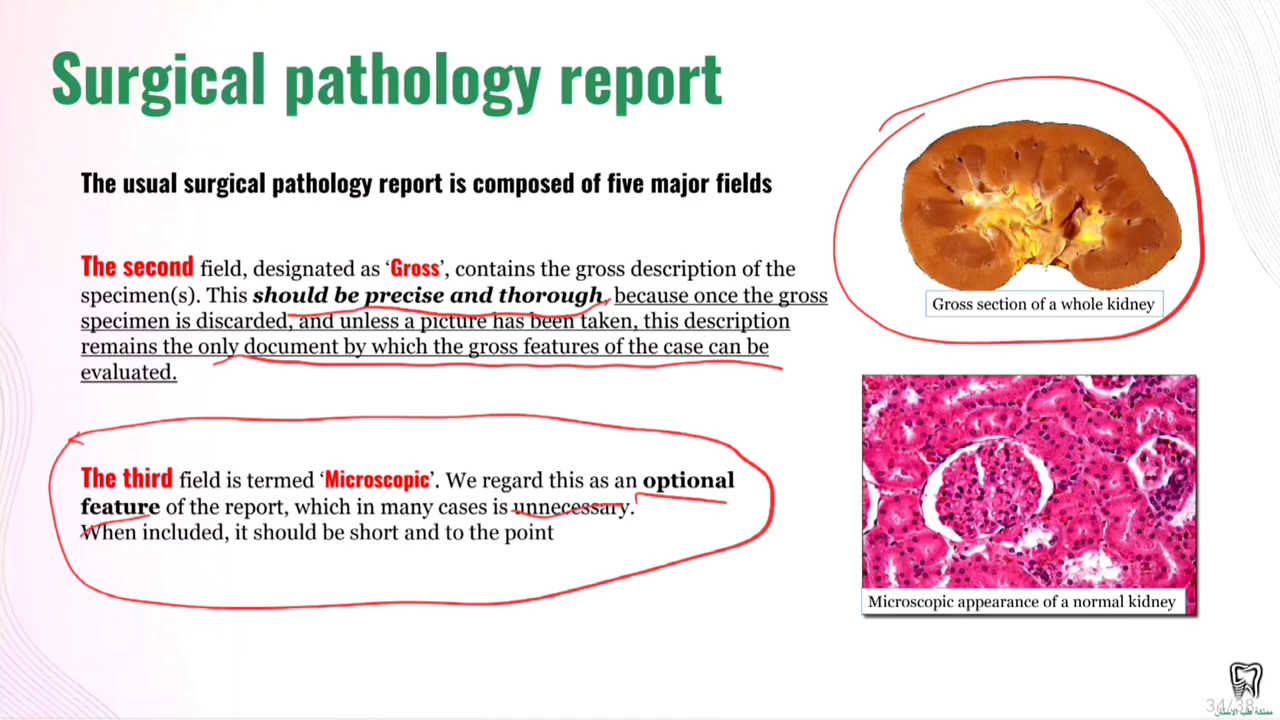 Surgical pathology report
The usual surgical pathology report is composed of five major fields
The second field, designated as ‘Gross’, contains the gross description of the
specimen(s). This should be precise and thorough, because once the gross
specimen is discarded, and unless a picture has been taken, this description
remains the only document by which the gross features of the case can be
evaluated.
Gross section of a whole kidney
The third field is termed ‘Microscopic’. We regard this as an optional
feature of the report, which in many cases is unnecessary.
When included, it should be short and to the point
Microscopic appearance of a normal kidney
34/38
مملكة طب الأسنان